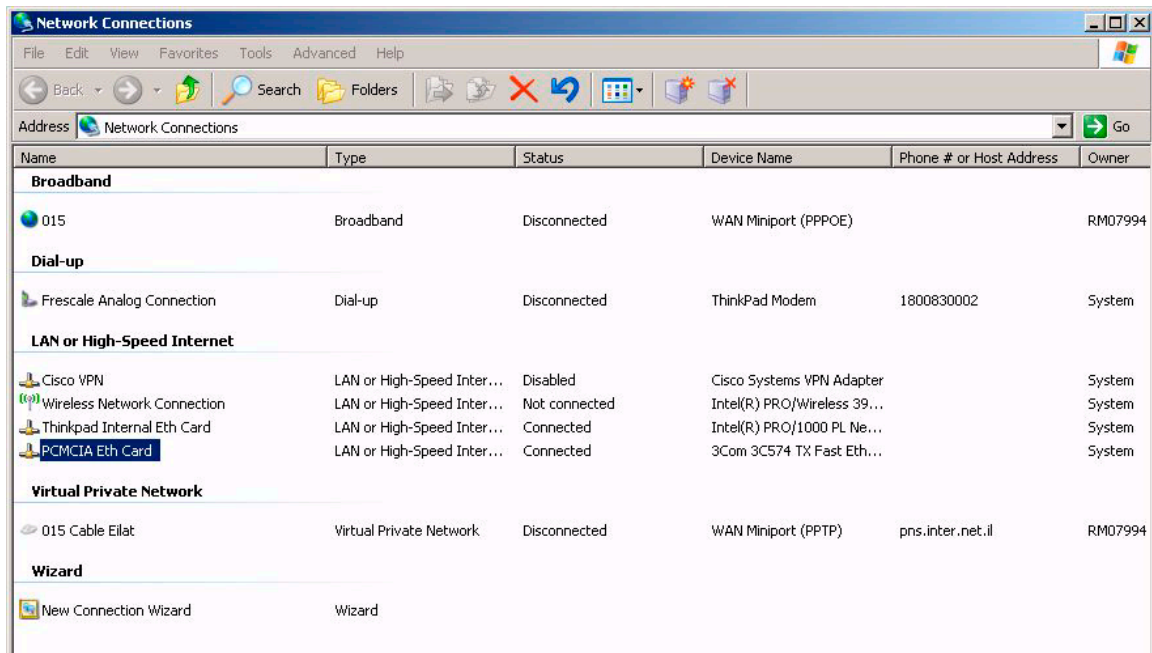 Network Connections
File Edit View Favorites Tools Advanced Help
Back Search Folders
Address Network Connections Go
Name Type Status Device Name Phone # or Host Address Owner
Broadband
015 Broadband Disconnected WAN Miniport (PPPOE) RM07994
Dial-up
Frescale Analog Connection Dial-up Disconnected ThinkPad Modem 1800830002 System
LAN or High-Speed Internet
Cisco VPN LAN or High-Speed Inter... Disabled Cisco Systems VPN Adapter System
Wireless Network Connection LAN or High-Speed Inter... Not connected Intel(R) PRO/Wireless 39... System
Thinkpad Internal Eth Card LAN or High-Speed Inter... Connected Intel(R) PRO/1000 PL Ne... System
PCMCIA Eth Card LAN or High-Speed Inter... Connected 3Com 3C574 TX Fast Eth... System
Virtual Private Network
015 Cable Eilat Virtual Private Network Disconnected WAN Miniport (PPTP) pns.inter.net.il RM07994
Wizard
New Connection Wizard Wizard